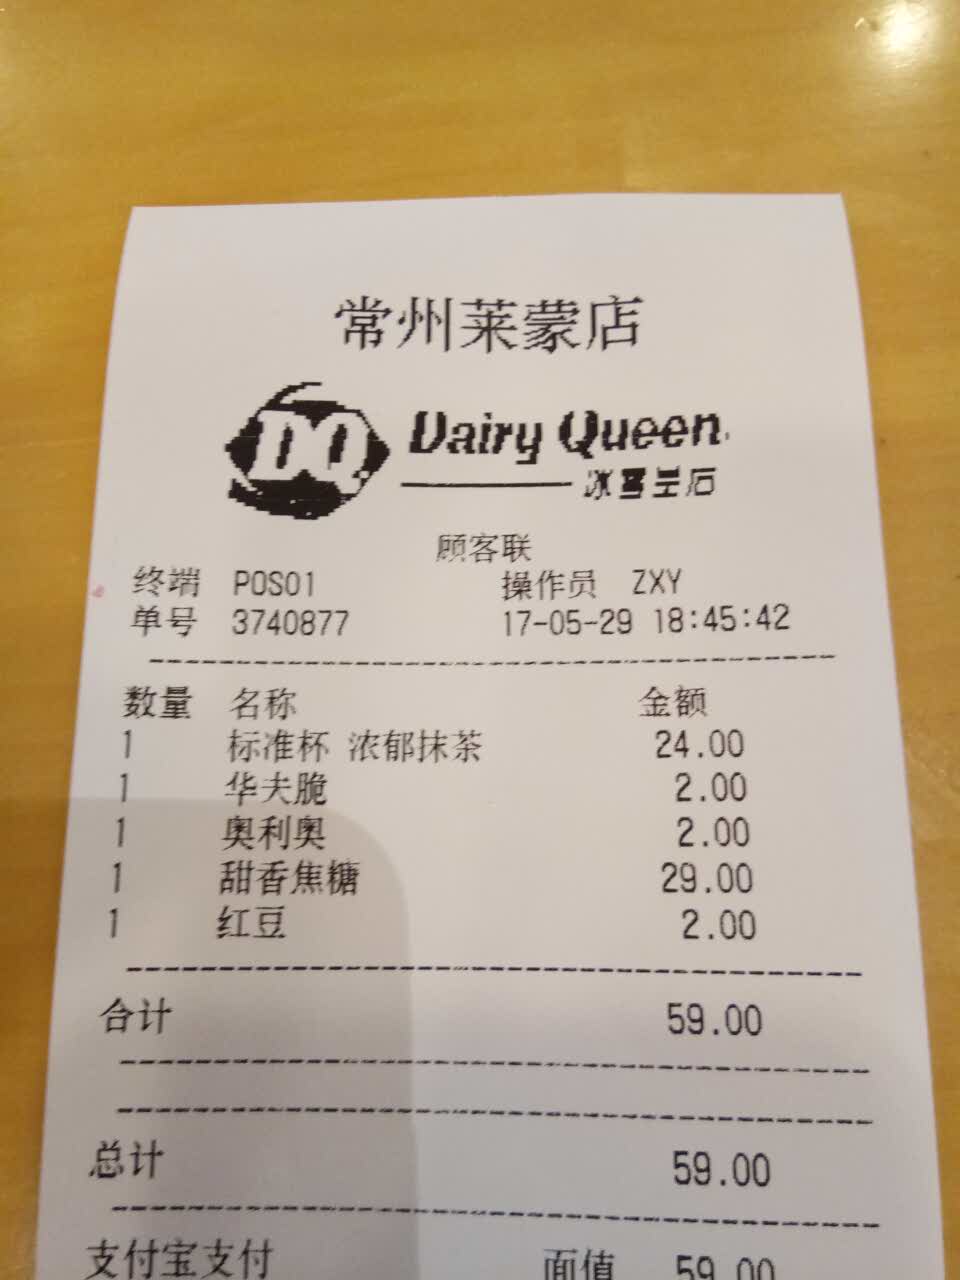 常州莱蒙店
DQ Dairy Queen
冰雪皇后
顾客联
终端 POS01 操作员 ZXY
单号 3740877 17-05-29 18:45:42
数量 名称 金额
1 标准杯 浓郁抹茶 24.00
1 华夫脆 2.00
1 奥利奥 2.00
1 甜香焦糖 29.00
1 红豆 2.00
合计 59.00
总计 59.00
支付宝支付 面值 59.00